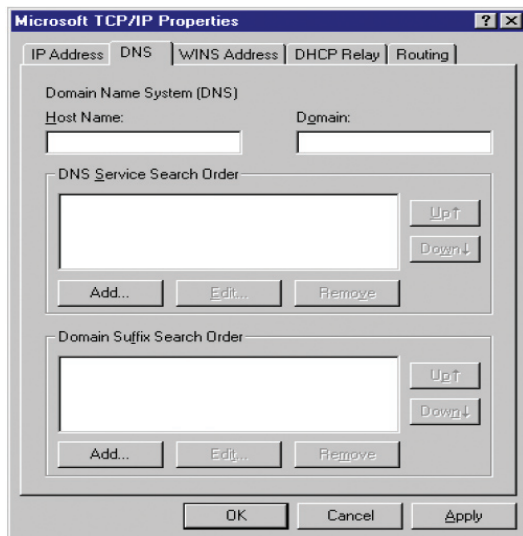 Microsoft TCP/IP Properties
IP Address DNS WINS Address DHCP Relay Routing
Domain Name System (DNS)
Host Name: Domain:
DNS Service Search Order
Up↑
Down↓
Add... Edit... Remove
Domain Suffix Search Order
Up↑
Down↓
Add... Edit... Remove
OK Cancel Apply